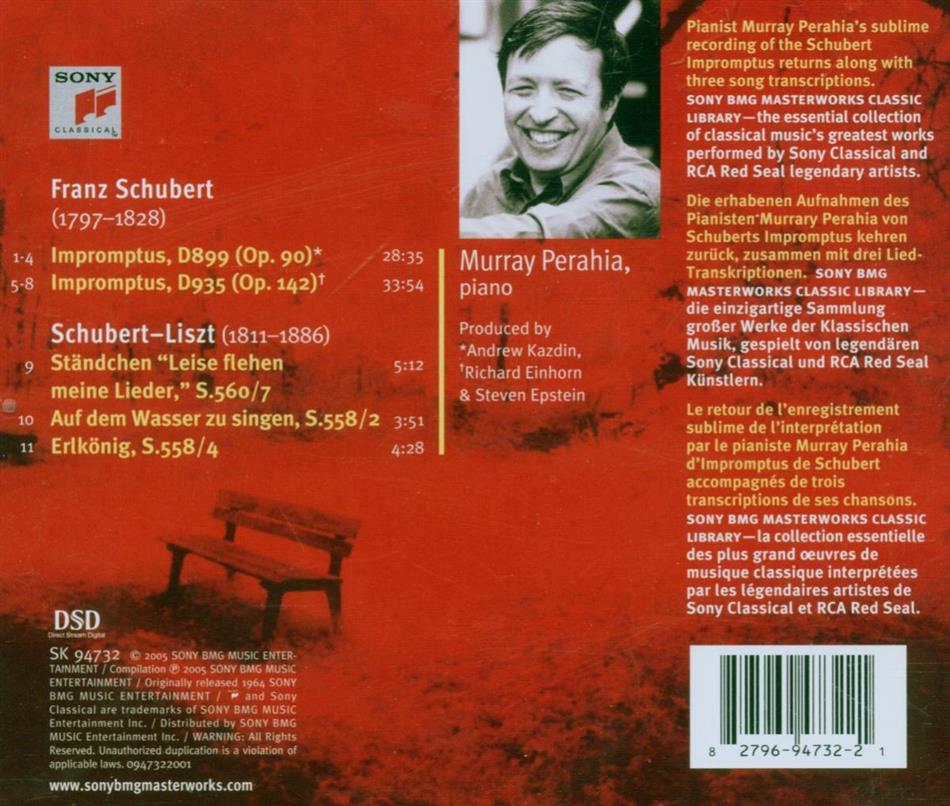 SONY
CLASSICAL
Franz Schubert
(1797–1828)
1-4 Impromptus, D899 (Op. 90)* 28:35
5-8 Impromptus, D935 (Op. 142)† 33:54
Schubert–Liszt (1811–1886)
9 Ständchen “Leise flehen 5:12
meine Lieder,” S.560/7
10 Auf dem Wasser zu singen, S.558/2 3:51
11 Erlkönig, S.558/4 4:28
Murray Perahia,
piano
Produced by
*Andrew Kazdin,
†Richard Einhorn
& Steven Epstein
Pianist Murray Perahia’s sublime
recording of the Schubert
Impromptus returns along with
three song transcriptions.
SONY BMG MASTERWORKS CLASSIC
LIBRARY—the essential collection
of classical music’s greatest works
performed by Sony Classical and
RCA Red Seal legendary artists.
Die erhabenen Aufnahmen des
Pianisten Murrary Perahia von
Schuberts Impromptus kehren
zurück, zusammen mit drei Lied-
Transkriptionen. SONY BMG
MASTERWORKS CLASSIC LIBRARY—
die einzigartige Sammlung
großer Werke der Klassischen
Musik, gespielt von legendären
Sony Classical und RCA Red Seal
Künstlern.
Le retour de l’enregistrement
sublime de l’interprétation
par le pianiste Murray Perahia
d’Impromptus de Schubert
accompagnés de trois
transcriptions de ses chansons.
SONY BMG MASTERWORKS CLASSIC
LIBRARY—la collection essentielle
des plus grand œuvres de
musique classique interprétées
par les légendaires artistes de
Sony Classical et RCA Red Seal.
DSD
Direct Stream Digital
SK 94732 © 2005 SONY BMG MUSIC ENTER-
TAINMENT / Compilation ℗ 2005 SONY BMG MUSIC
ENTERTAINMENT / Originally released 1964 SONY
BMG MUSIC ENTERTAINMENT / and Sony
Classical are trademarks of SONY BMG MUSIC
Entertainment Inc. / Distributed by SONY BMG
MUSIC Entertainment Inc. / WARNING: All Rights
Reserved. Unauthorized duplication is a violation of
applicable laws. 0947322001
www.sonybmgmasterworks.com
8 2796-94732-2 1